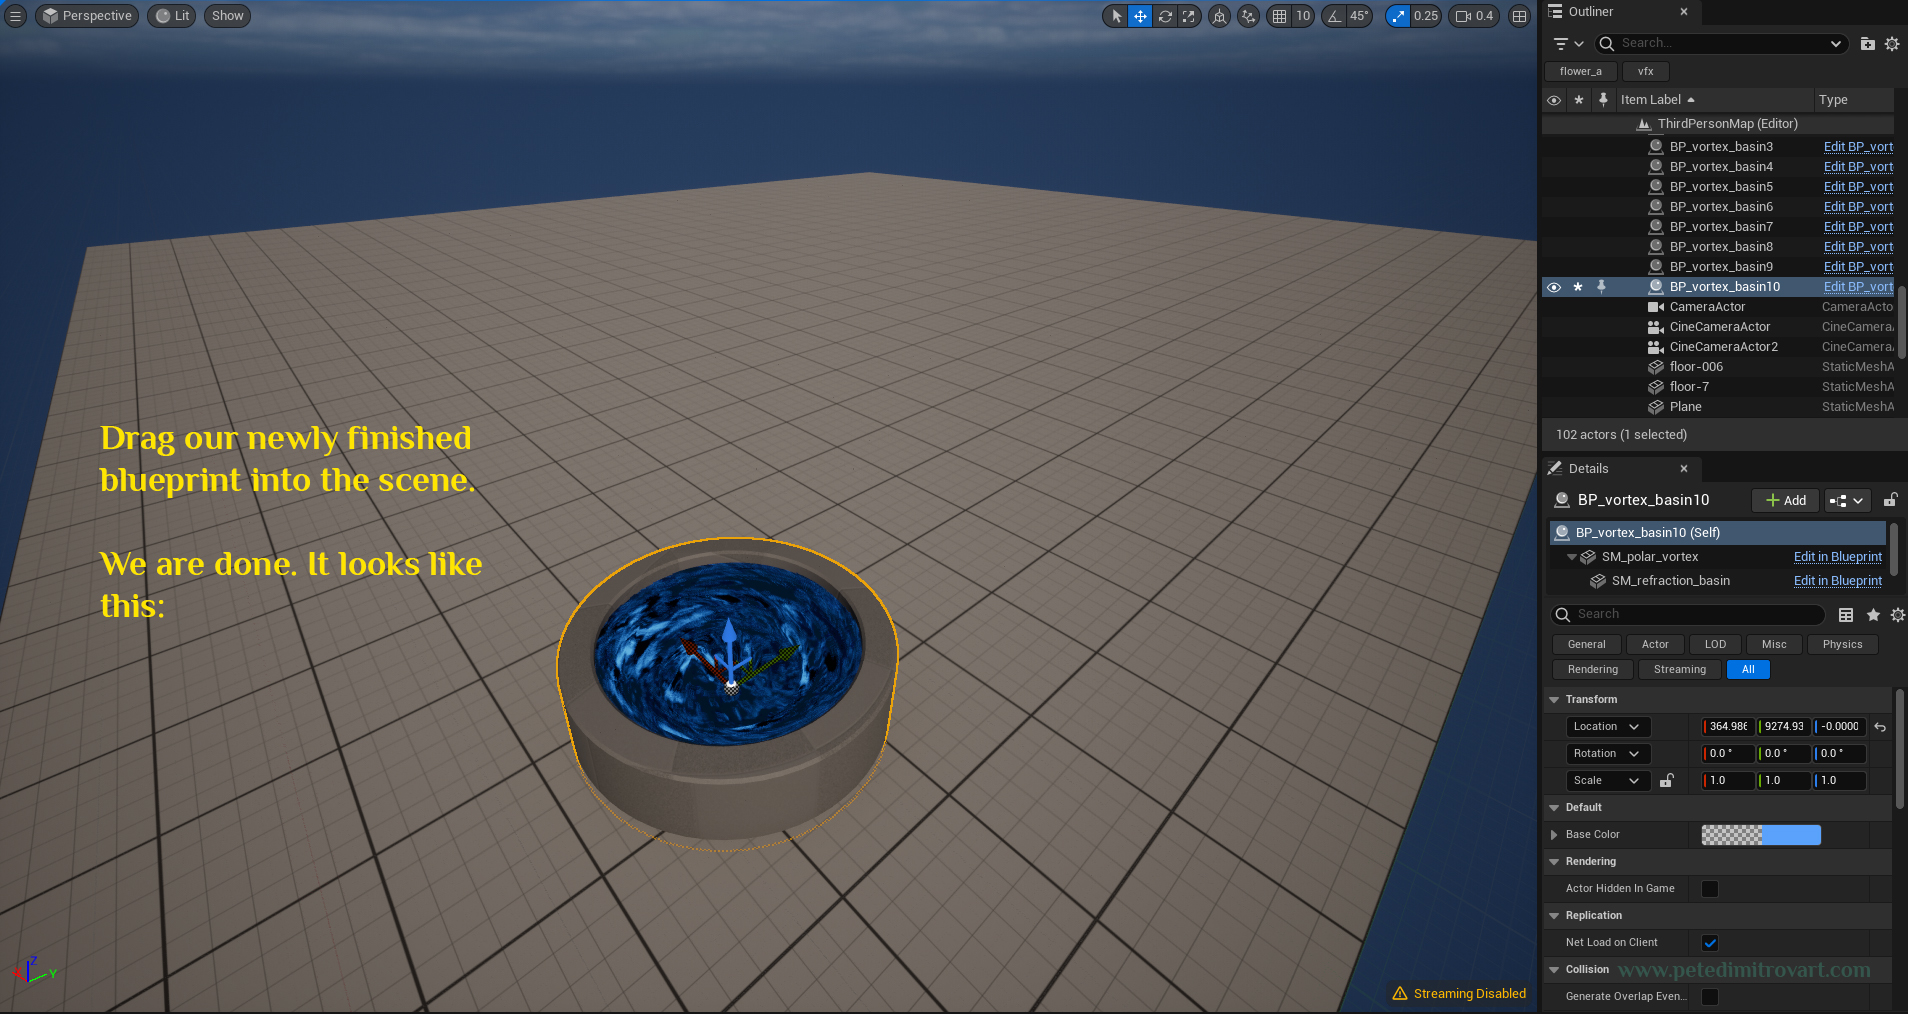 Perspective
Lit
Show
10
45°
0.25
0.4
Drag our newly finished
blueprint into the scene.
We are done. It looks like
this:
Z
Y
Streaming Disabled
Outliner
Search...
flower_a
vfx
Item Label
Type
ThirdPersonMap (Editor)
BP_vortex_basin3 Edit BP_vort
BP_vortex_basin4 Edit BP_vort
BP_vortex_basin5 Edit BP_vort
BP_vortex_basin6 Edit BP_vort
BP_vortex_basin7 Edit BP_vort
BP_vortex_basin8 Edit BP_vort
BP_vortex_basin9 Edit BP_vort
BP_vortex_basin10 Edit BP_vort
CameraActor CameraActo
CineCameraActor CineCamera
CineCameraActor2 CineCamera
floor-006 StaticMeshA
floor-7 StaticMeshA
Plane StaticMeshA
102 actors (1 selected)
Details
BP_vortex_basin10
Add
BP_vortex_basin10 (Self)
SM_polar_vortex Edit in Blueprint
SM_refraction_basin Edit in Blueprint
Search
General Actor LOD Misc Physics
Rendering Streaming All
Transform
Location 364.986 9274.93 -0.0000
Rotation 0.0 ° 0.0 ° 0.0 °
Scale 1.0 1.0 1.0
Default
Base Color
Rendering
Actor Hidden In Game
Replication
Net Load on Client
Collision
www.petedimitrovart.com
Generate Overlap Even...